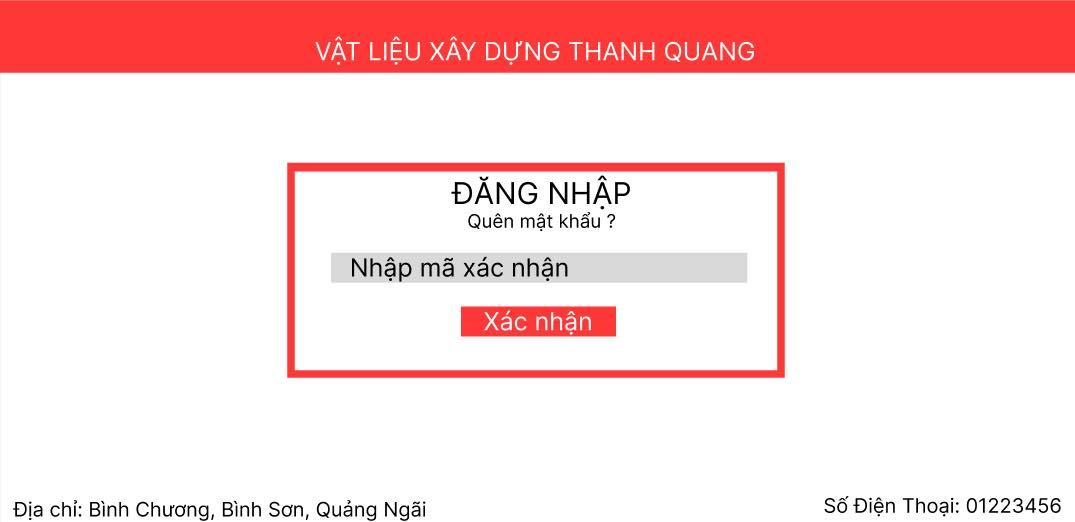 VẬT LIỆU XÂY DỰNG THANH QUANG
ĐĂNG NHẬP
Quên mật khẩu ?
Nhập mã xác nhận
Xác nhận
Địa chỉ: Bình Chương, Bình Sơn, Quảng Ngãi
Số Điện Thoại: 01223456